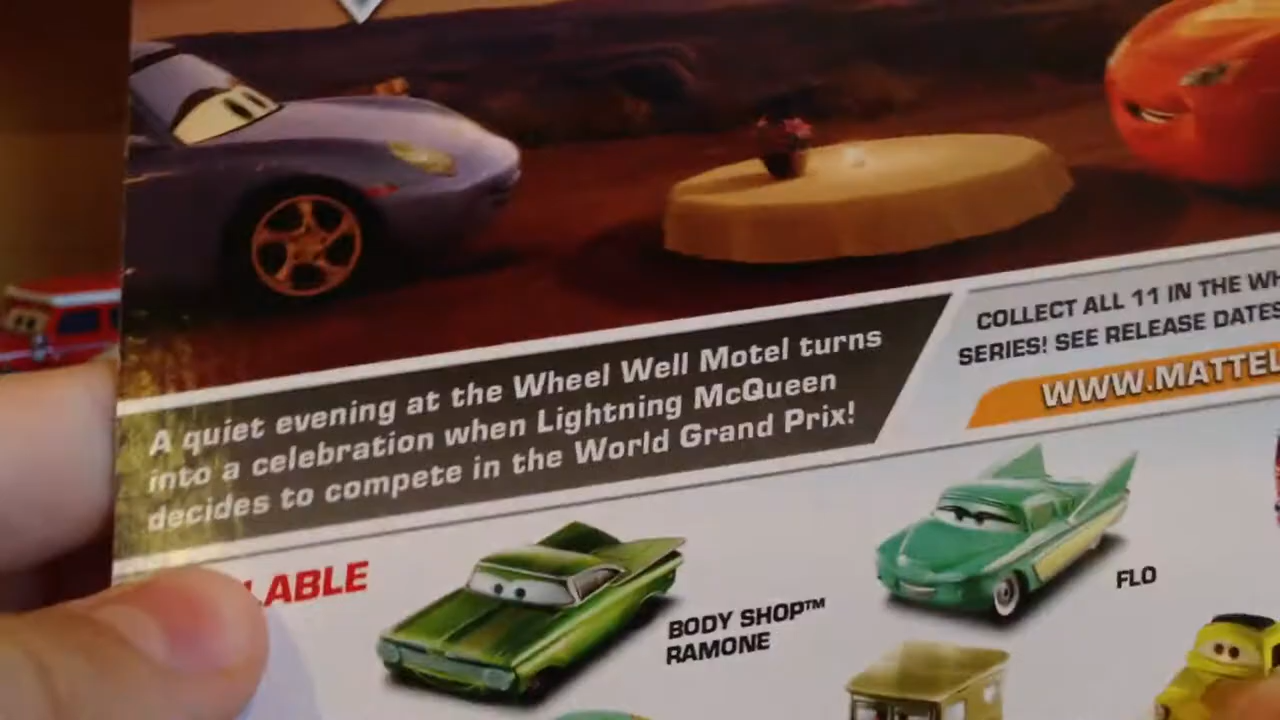 A quiet evening at the Wheel Well Motel turns
into a celebration when Lightning McQueen
decides to compete in the World Grand Prix!
COLLECT ALL 11 IN THE WH
SERIES! SEE RELEASE DATES
WWW.MATTEL
LABLE
BODY SHOP™
RAMONE
FLO